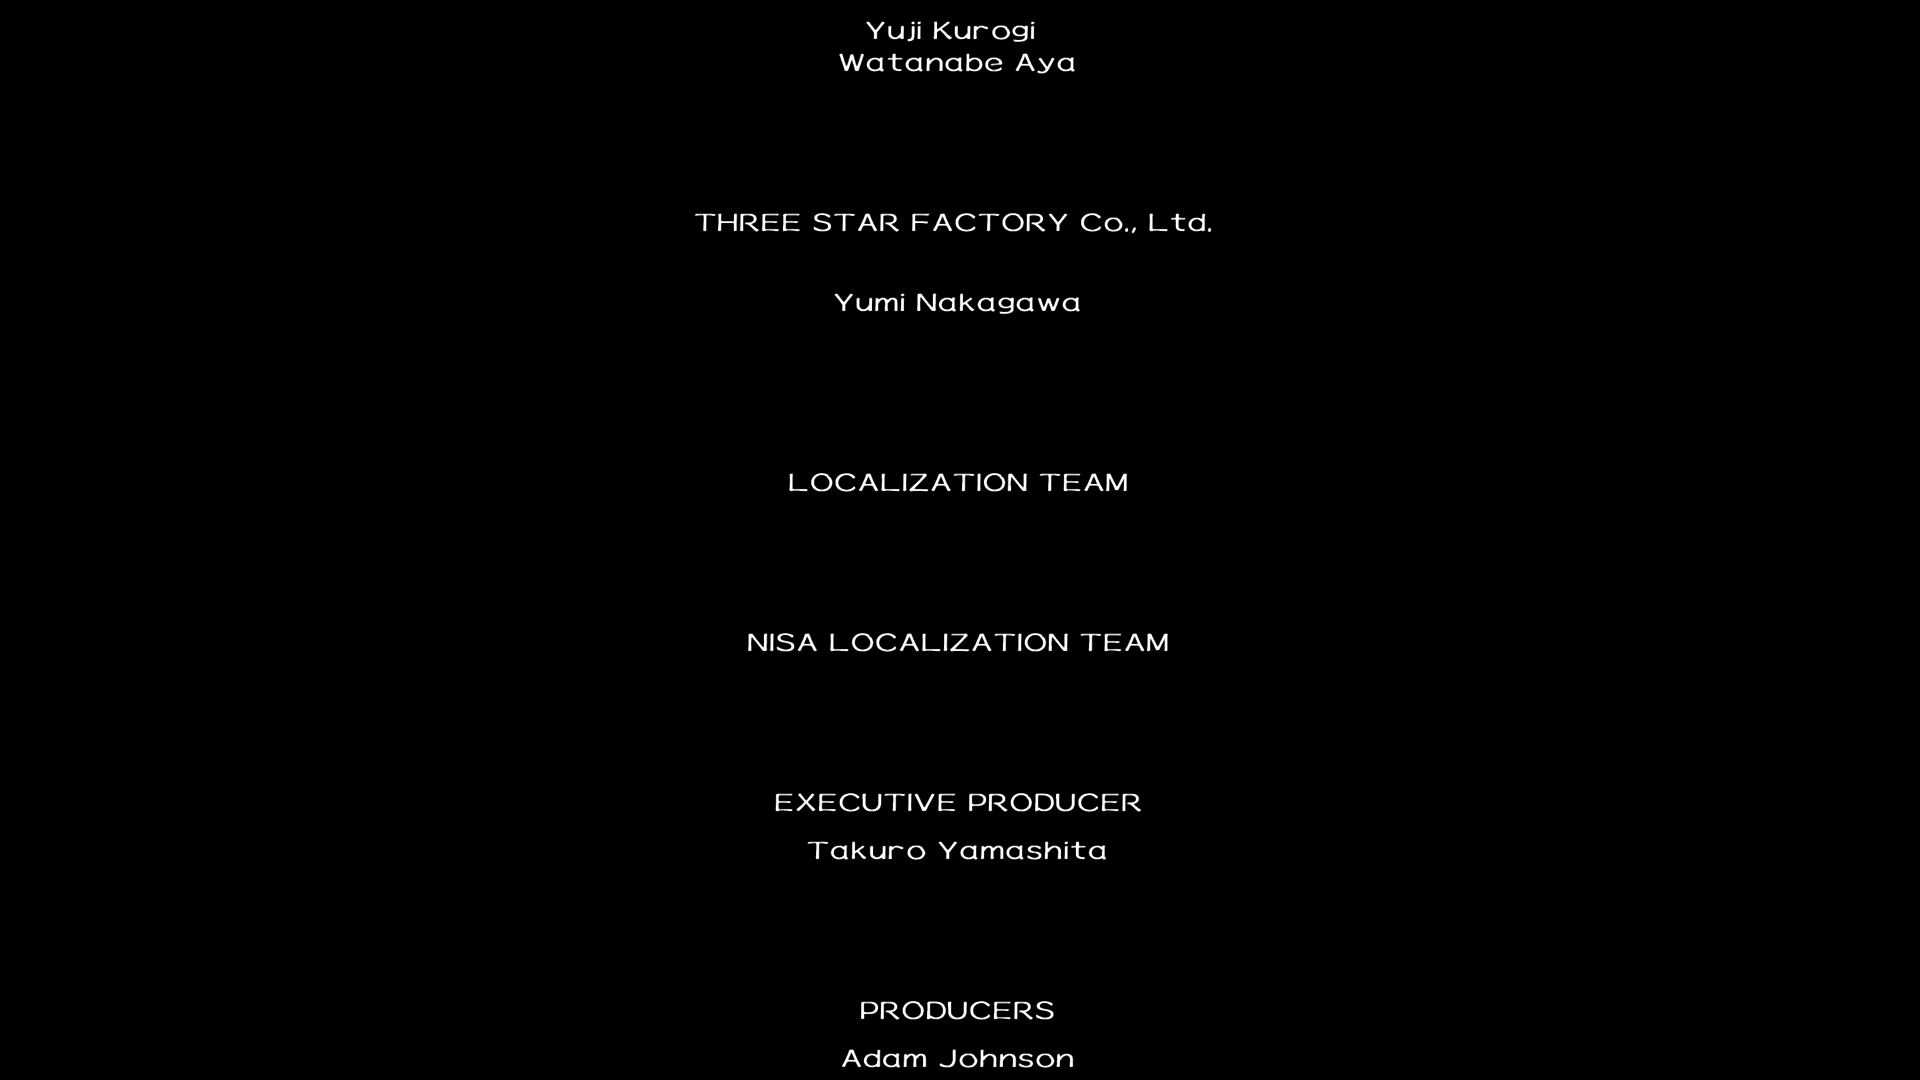 Yuji Kurogi
Watanabe Aya
THREE STAR FACTORY Co., Ltd.
Yumi Nakagawa
LOCALIZATION TEAM
NISA LOCALIZATION TEAM
EXECUTIVE PRODUCER
Takuro Yamashita
PRODUCERS
Adam Johnson